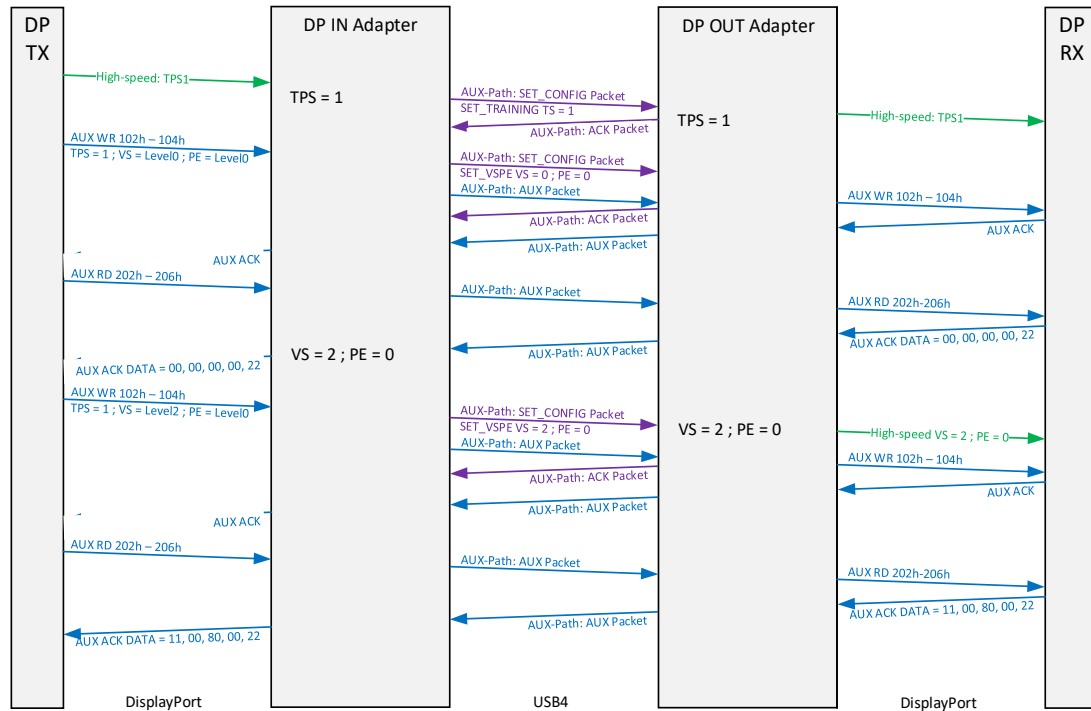 DP
TX
DP IN Adapter
DP OUT Adapter
DP
RX
High-speed: TPS1
TPS = 1
AUX-Path: SET_CONFIG Packet
SET_TRAINING TS = 1
AUX-Path: ACK Packet
TPS = 1
High-speed: TPS1
AUX WR 102h – 104h
TPS = 1 ; VS = Level0 ; PE = Level0
AUX-Path: SET_CONFIG Packet
SET_VSPE VS = 0 ; PE = 0
AUX-Path: AUX Packet
AUX WR 102h – 104h
AUX-Path: ACK Packet
AUX ACK
AUX-Path: AUX Packet
AUX ACK
AUX RD 202h – 206h
AUX-Path: AUX Packet
AUX RD 202h-206h
AUX ACK DATA = 00, 00, 00, 00, 22
AUX-Path: AUX Packet
VS = 2 ; PE = 0
AUX ACK DATA = 00, 00, 00, 00, 22
AUX WR 102h – 104h
TPS = 1 ; VS = Level2 ; PE = Level0
AUX-Path: SET_CONFIG Packet
SET_VSPE VS = 2 ; PE = 0
VS = 2 ; PE = 0
High-speed VS = 2 ; PE = 0
AUX-Path: AUX Packet
AUX WR 102h – 104h
AUX-Path: ACK Packet
AUX ACK
AUX-Path: AUX Packet
AUX ACK
AUX RD 202h – 206h
AUX-Path: AUX Packet
AUX RD 202h-206h
AUX ACK DATA = 11, 00, 80, 00, 22
AUX-Path: AUX Packet
AUX ACK DATA = 11, 00, 80, 00, 22
DisplayPort
USB4
DisplayPort